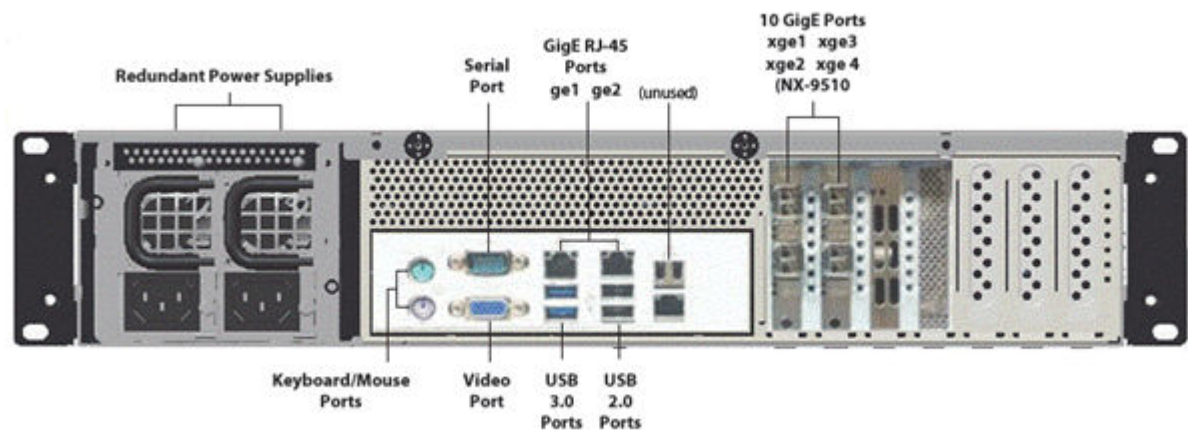 Redundant Power Supplies
Serial
Port
GigE RJ-45
Ports
ge1 ge2
(unused)
10 GigE Ports
xge1 xge3
xge2 xge 4
(NX-9510
Keyboard/Mouse
Ports
Video
Port
USB
3.0
Ports
USB
2.0
Ports